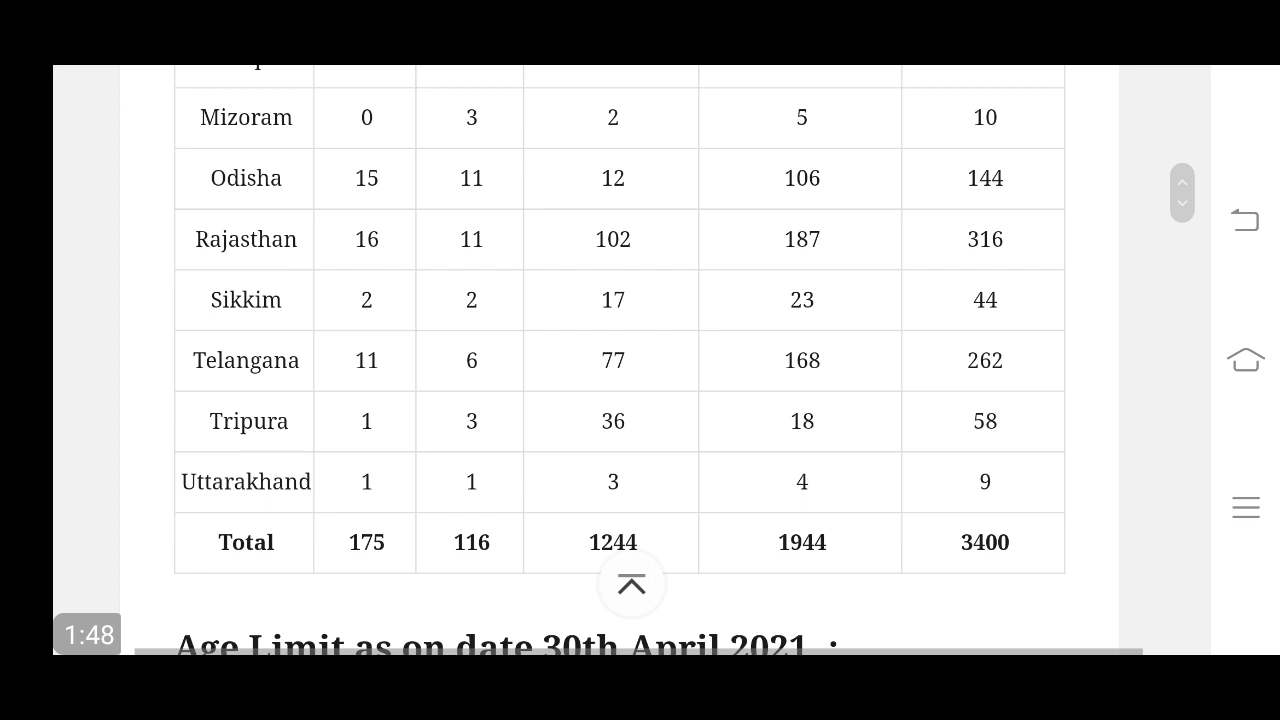 Mizoram 0 3 2 5 10
Odisha 15 11 12 106 144
Rajasthan 16 11 102 187 316
Sikkim 2 2 17 23 44
Telangana 11 6 77 168 262
Tripura 1 3 36 18 58
Uttarakhand 1 1 3 4 9
Total 175 116 1244 1944 3400
Age Limit as on date 30th April 2021 :
1:48